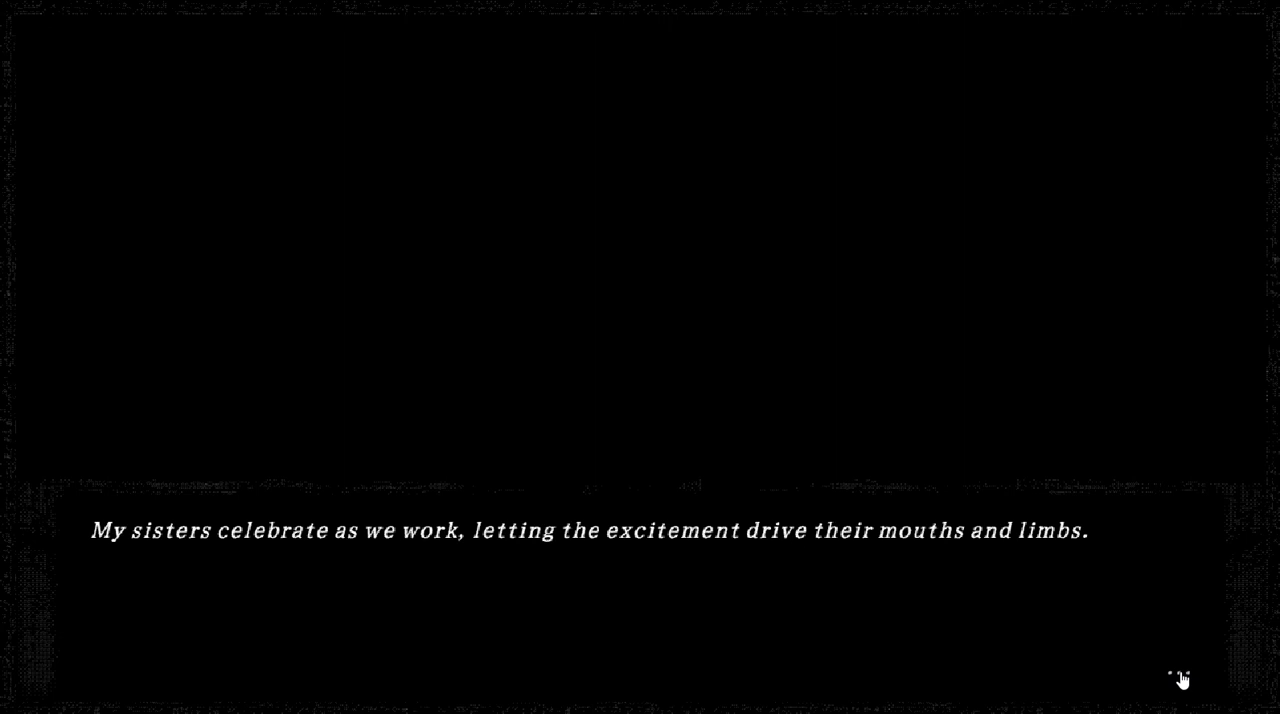 My sisters celebrate as we work, letting the excitement drive their mouths and limbs.